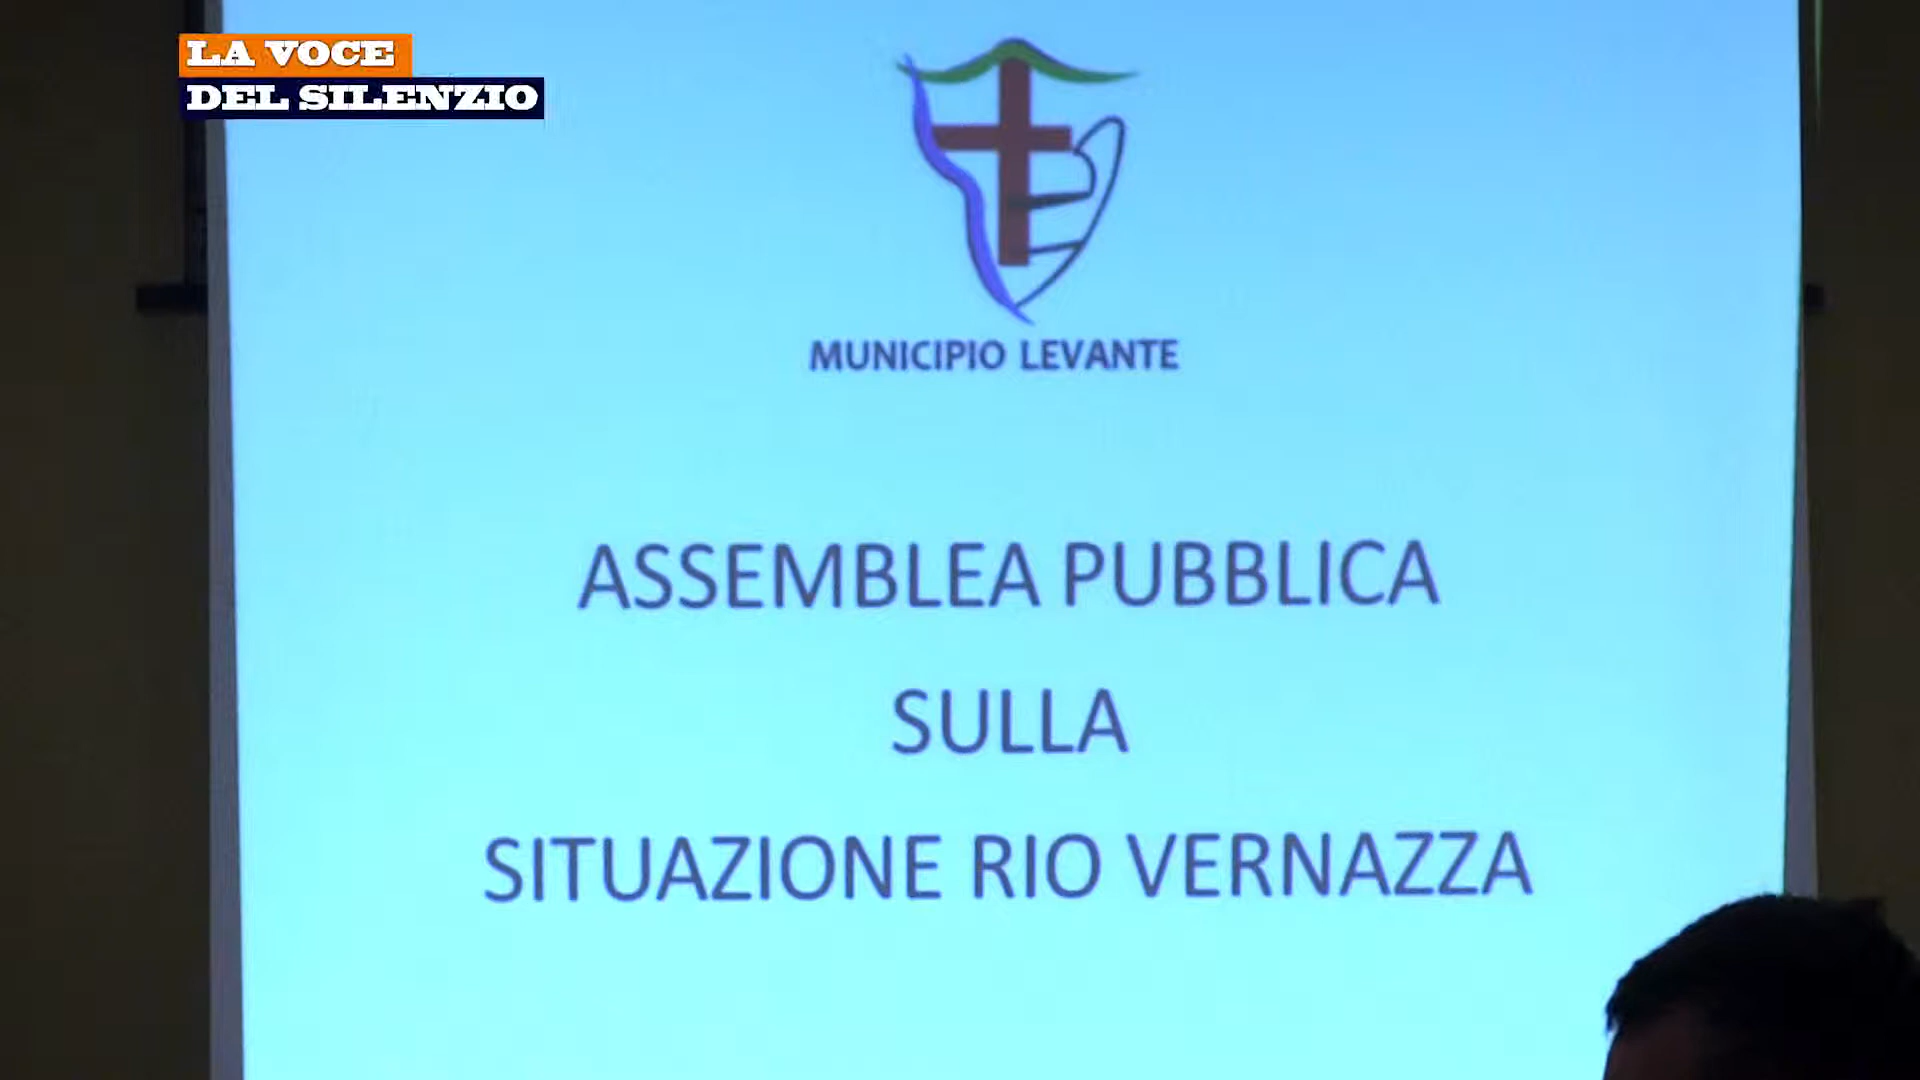 LA VOCE
DEL SILENZIO
MUNICIPIO LEVANTE
ASSEMBLEA PUBBLICA
SULLA
SITUAZIONE RIO VERNAZZA